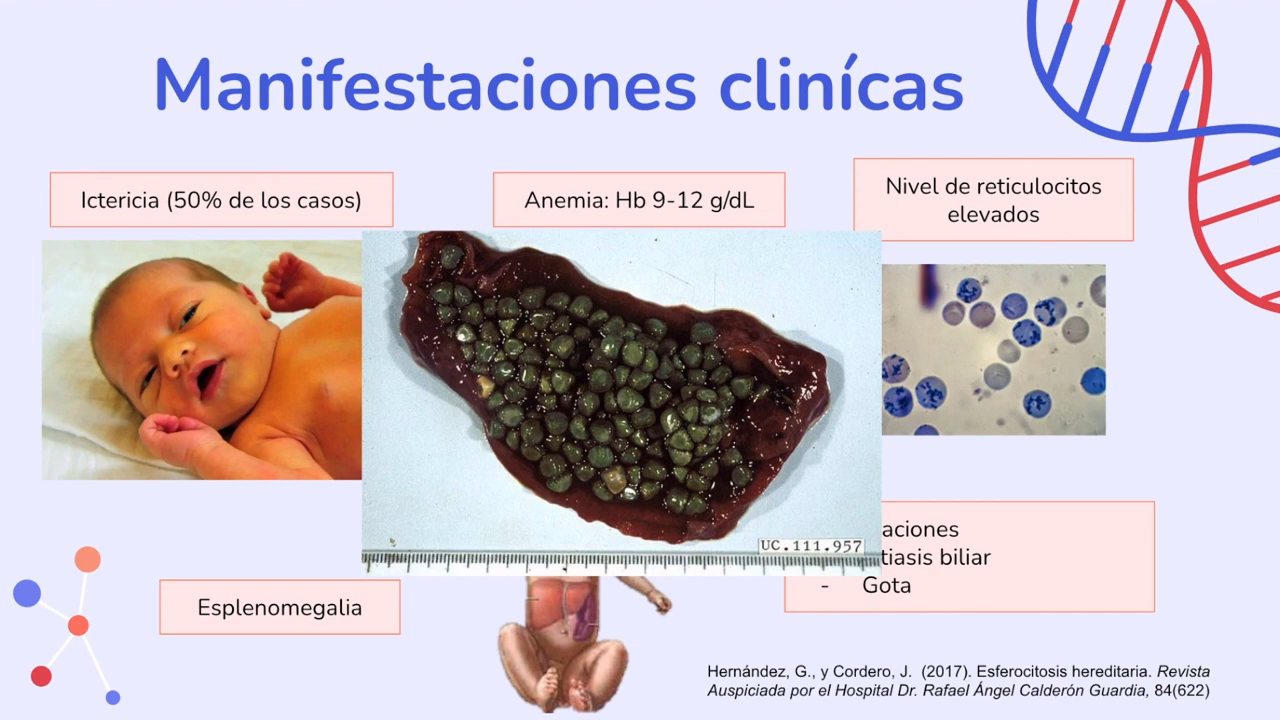 Manifestaciones clinícas
Ictericia (50% de los casos)
Anemia: Hb 9-12 g/dL
Nivel de reticulocitos
elevados
UC.111.957
aciones
tiasis biliar
- Gota
Esplenomegalia
Hernández, G., y Cordero, J. (2017). Esferocitosis hereditaria. Revista
Auspiciada por el Hospital Dr. Rafael Ángel Calderón Guardia, 84(622)